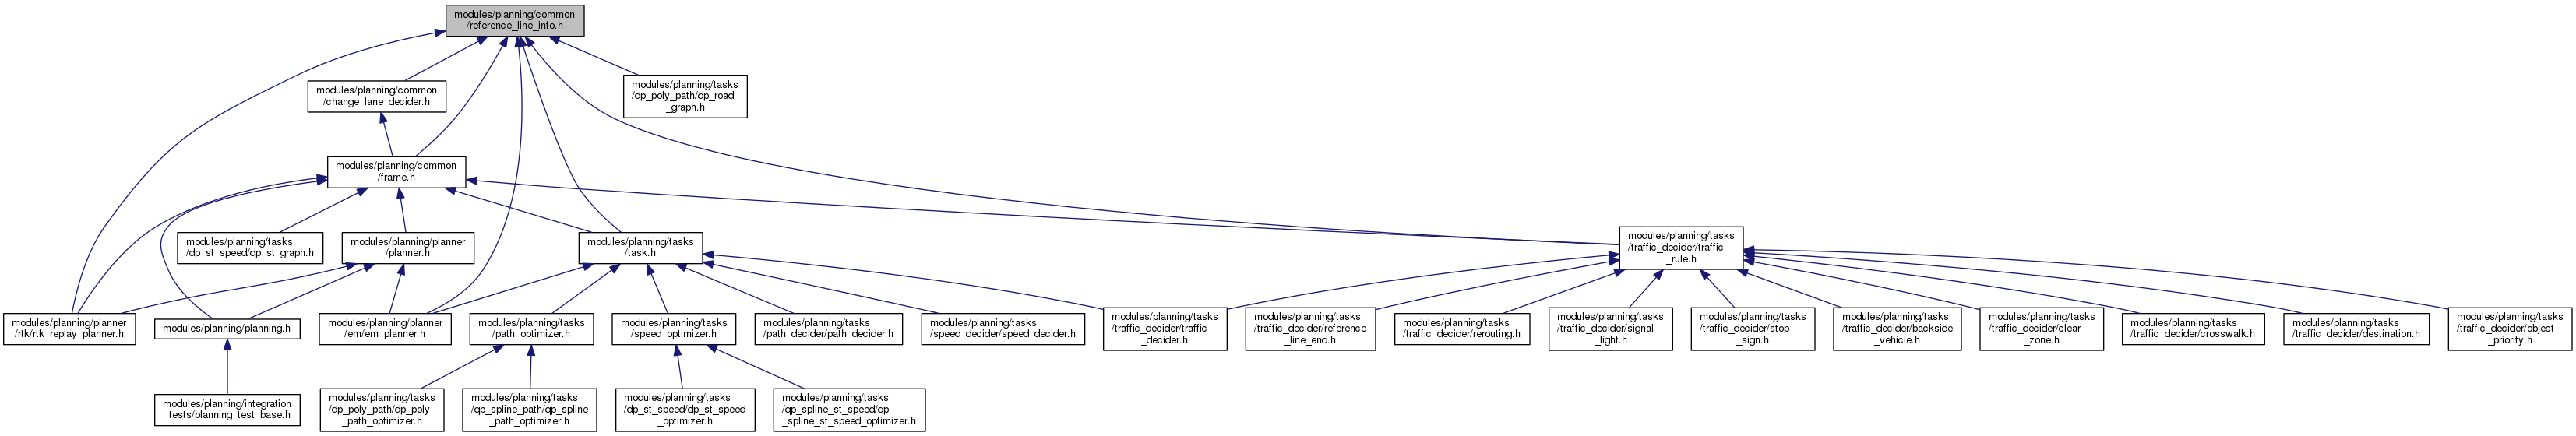 modules/planning/common
/reference_line_info.h
modules/planning/common
/change_lane_decider.h
modules/planning/tasks
/dp_poly_path/dp_road
_graph.h
modules/planning/common
/frame.h
modules/planning/tasks
/dp_st_speed/dp_st_graph.h
modules/planning/planner
/planner.h
modules/planning/tasks
/task.h
modules/planning/tasks
/traffic_decider/traffic
_rule.h
modules/planning/planner
/rtk/rtk_replay_planner.h
modules/planning/planning.h
modules/planning/planner
/em/em_planner.h
modules/planning/tasks
/path_optimizer.h
modules/planning/tasks
/speed_optimizer.h
modules/planning/tasks
/path_decider/path_decider.h
modules/planning/tasks
/speed_decider/speed_decider.h
modules/planning/tasks
/traffic_decider/traffic
_decider.h
modules/planning/tasks
/traffic_decider/reference
_line_end.h
modules/planning/tasks
/traffic_decider/rerouting.h
modules/planning/tasks
/traffic_decider/signal
_light.h
modules/planning/tasks
/traffic_decider/stop
_sign.h
modules/planning/tasks
/traffic_decider/backside
_vehicle.h
modules/planning/tasks
/traffic_decider/clear
_zone.h
modules/planning/tasks
/traffic_decider/crosswalk.h
modules/planning/tasks
/traffic_decider/destination.h
modules/planning/tasks
/traffic_decider/object
_priority.h
modules/planning/integration
_tests/planning_test_base.h
modules/planning/tasks
/dp_poly_path/dp_poly
_path_optimizer.h
modules/planning/tasks
/qp_spline_path/qp_spline
_path_optimizer.h
modules/planning/tasks
/dp_st_speed/dp_st_speed
_optimizer.h
modules/planning/tasks
/qp_spline_st_speed/qp
_spline_st_speed_optimizer.h